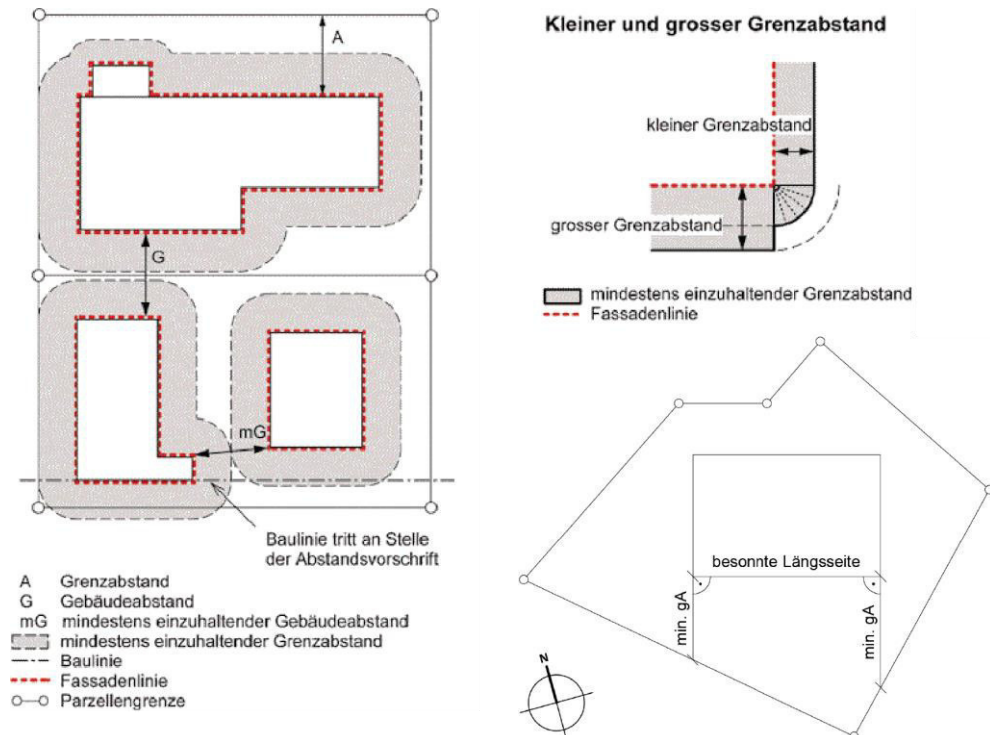 A
G
mG
Baulinie tritt an Stelle
der Abstandsvorschrift
A Grenzabstand
G Gebäudeabstand
mG mindestens einzuhaltender Gebäudeabstand
mindestens einzuhaltender Grenzabstand
Baulinie
Fassadenlinie
Parzellengrenze
Kleiner und grosser Grenzabstand
kleiner Grenzabstand
grosser Grenzabstand
mindestens einzuhaltender Grenzabstand
Fassadenlinie
besonnte Längsseite
min. gA
min. gA
N